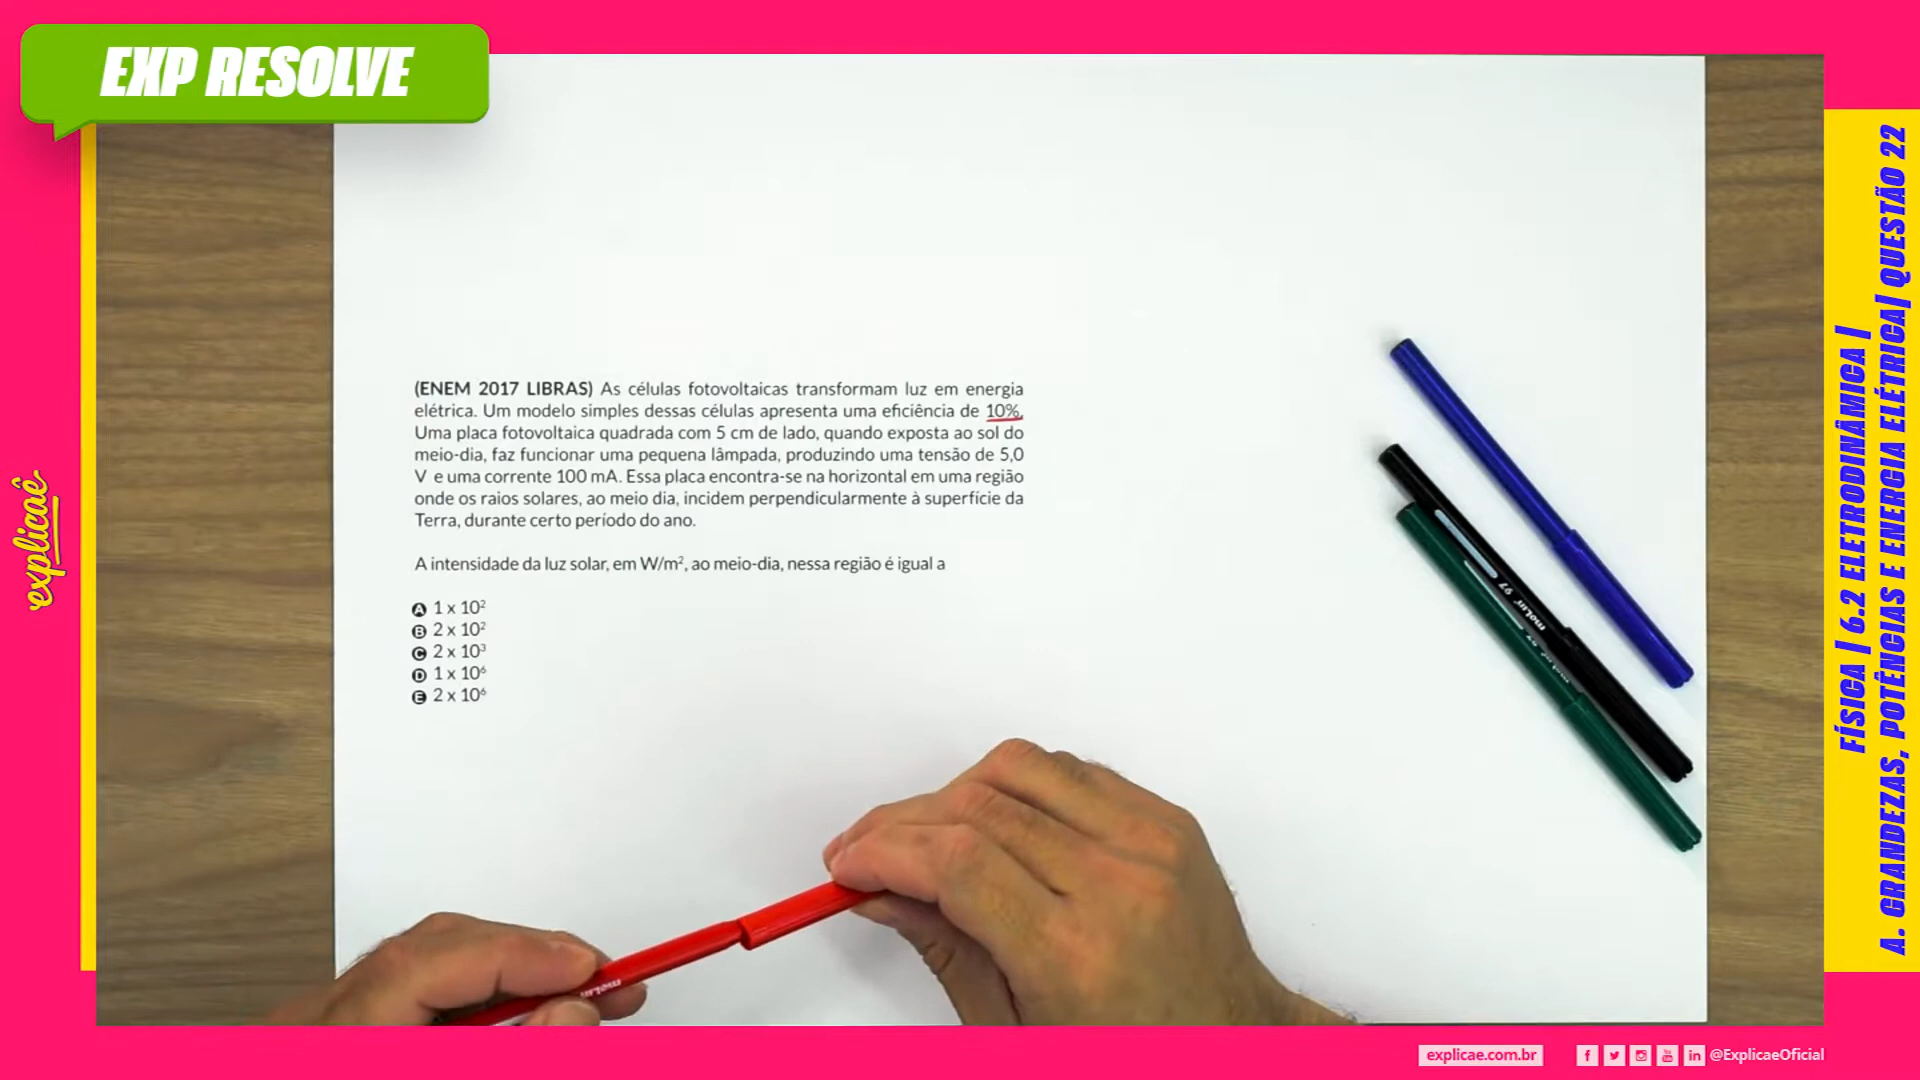 EXP RESOLVE
(ENEM 2017 LIBRAS) As células fotovoltaicas transformam luz em energia
elétrica. Um modelo simples dessas células apresenta uma eficiência de 10%.
Uma placa fotovoltaica quadrada com 5 cm de lado, quando exposta ao sol do
meio-dia, faz funcionar uma pequena lâmpada, produzindo uma tensão de 5,0
V e uma corrente 100 mA. Essa placa encontra-se na horizontal em uma região
onde os raios solares, ao meio dia, incidem perpendicularmente à superfície da
Terra, durante certo período do ano.
A intensidade da luz solar, em W/m², ao meio-dia, nessa região é igual a
A 1 x 10²
B 2 x 10²
C 2 x 10³
D 1 x 10⁶
E 2 x 10⁶
explicaê
moLin 97
moLin
FÍSICA | 6.2 ELETRODINÂMICA |
A. GRANDEZAS, POTÊNCIAS E ENERGIA ELÉTRICA| QUESTÃO 22
explicae.com.br
@ExplicaeOficial